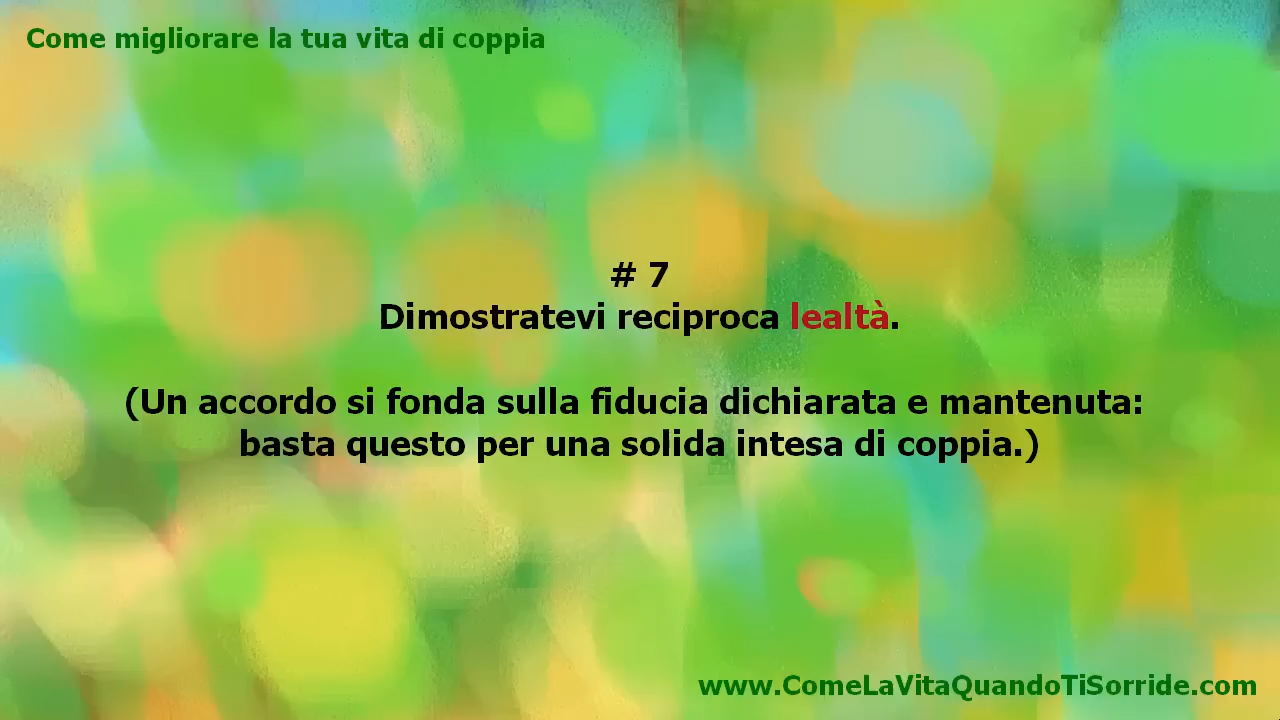 Come migliorare la tua vita di coppia
# 7
Dimostratevi reciproca lealtà.
(Un accordo si fonda sulla fiducia dichiarata e mantenuta:
basta questo per una solida intesa di coppia.)
www.ComeLaVitaQuandoTiSorride.com